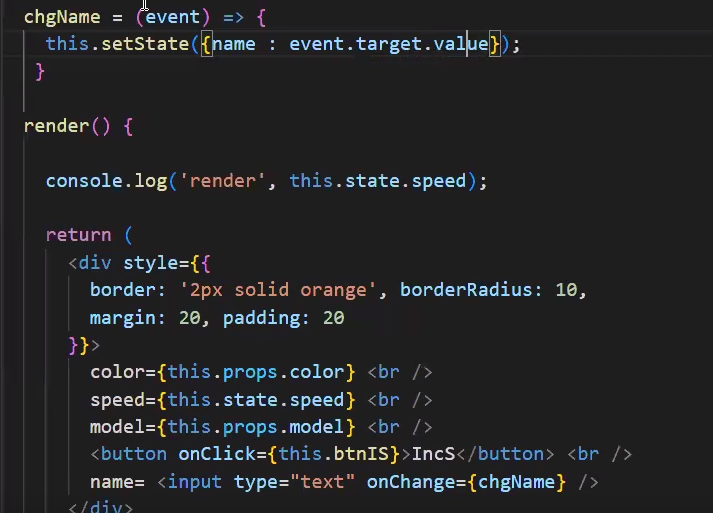 chgName = (event) => {
this.setState({name : event.target.value});
}
render() {
console.log('render', this.state.speed);
return (
<div style={{
border: '2px solid orange', borderRadius: 10,
margin: 20, padding: 20
}}>
color={this.props.color} <br />
speed={this.state.speed} <br />
model={this.props.model} <br />
<button onClick={this.btnIS}>IncS</button> <br />
name= <input type="text" onChange={chgName} />
</div>